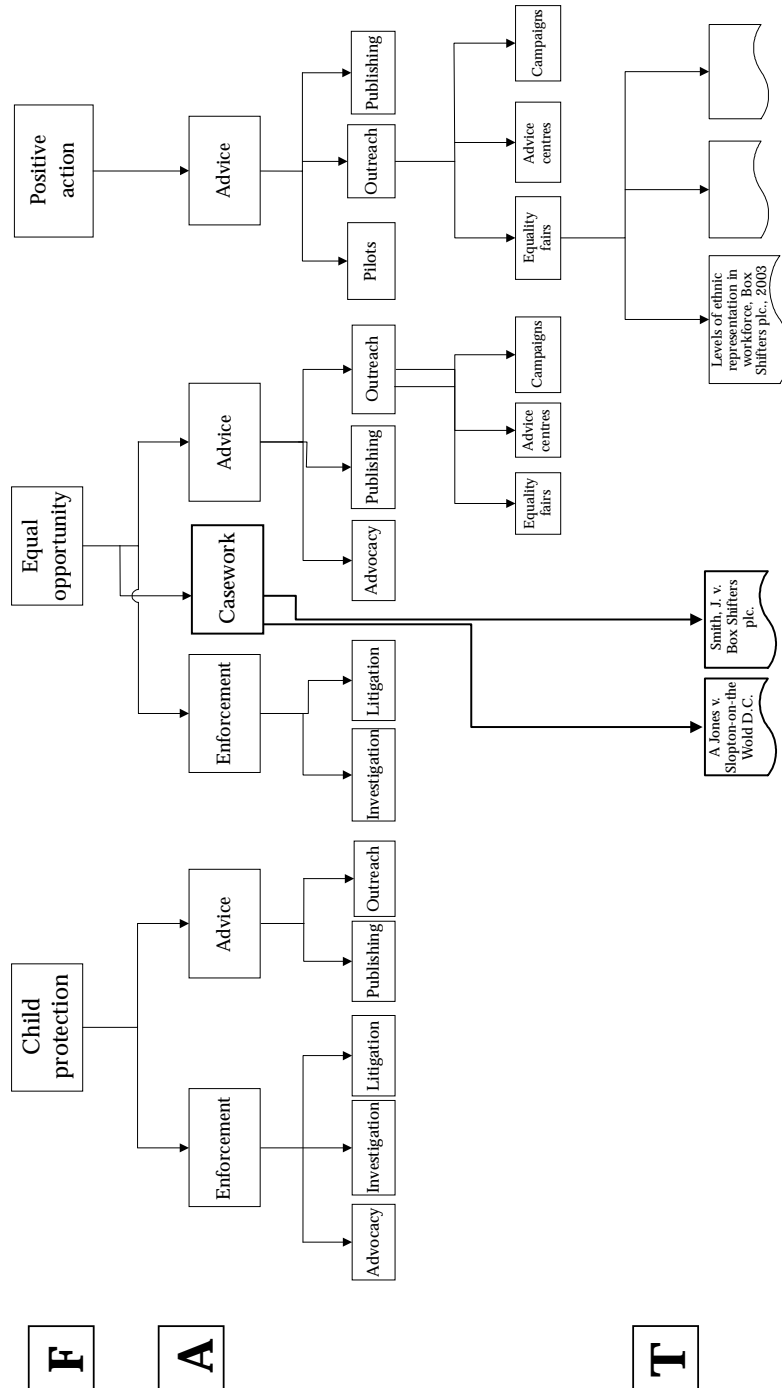 F
Child
protection
Equal
opportunity
Positive
action
A
Enforcement
Advice
Enforcement
Casework
Advice
Advice
Advocacy
Investigation
Litigation
Publishing
Outreach
Investigation
Litigation
Advocacy
Publishing
Outreach
Pilots
Outreach
Publishing
Equality
fairs
Advice
centres
Campaigns
Equality
fairs
Advice
centres
Campaigns
T
A Jones v.
Slopton-on-the
Wold D.C.
Smith, J. v.
Box Shifters
plc.
Levels of ethnic
representation in
workforce, Box
Shifters plc., 2003